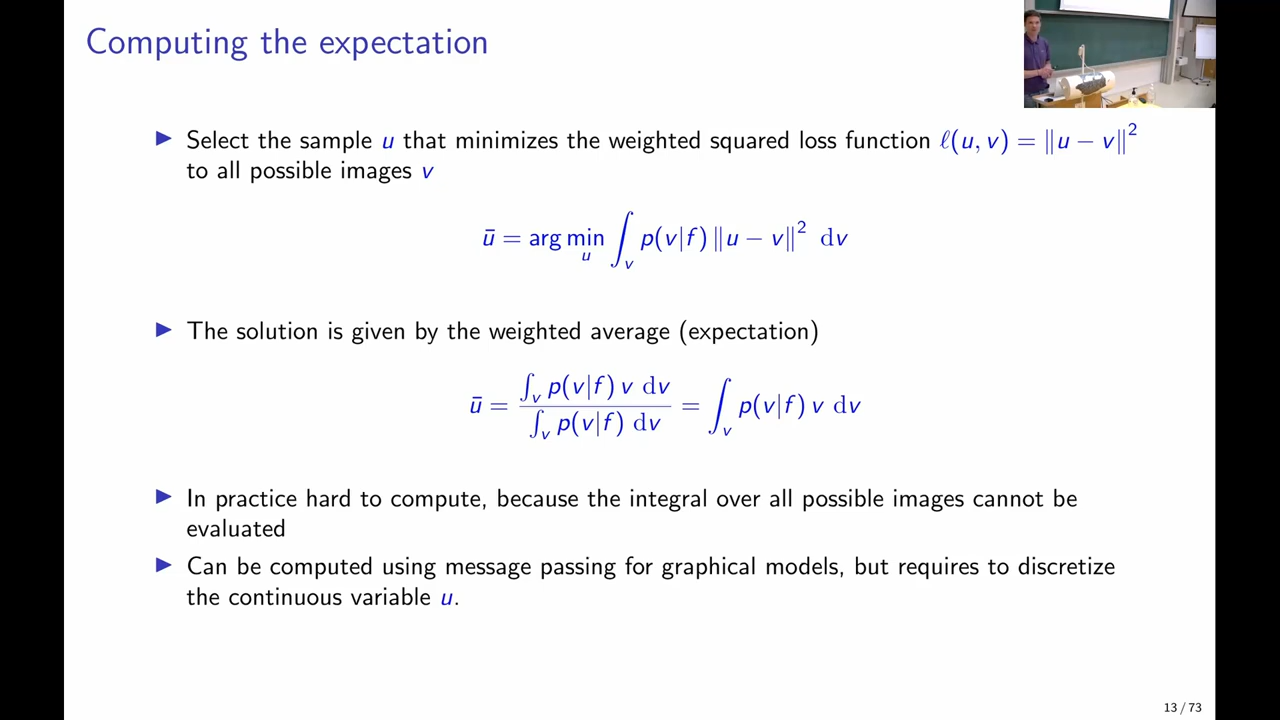 Computing the expectation
▶ Select the sample u that minimizes the weighted squared loss function ℓ(u, v) = ‖u − v‖²
to all possible images v
ū = arg min_u ∫_v p(v|f) ‖u − v‖² dv
▶ The solution is given by the weighted average (expectation)
ū = ∫_v p(v|f) v dv / ∫_v p(v|f) dv = ∫_v p(v|f) v dv
▶ In practice hard to compute, because the integral over all possible images cannot be
evaluated
▶ Can be computed using message passing for graphical models, but requires to discretize
the continuous variable u.
13 / 73